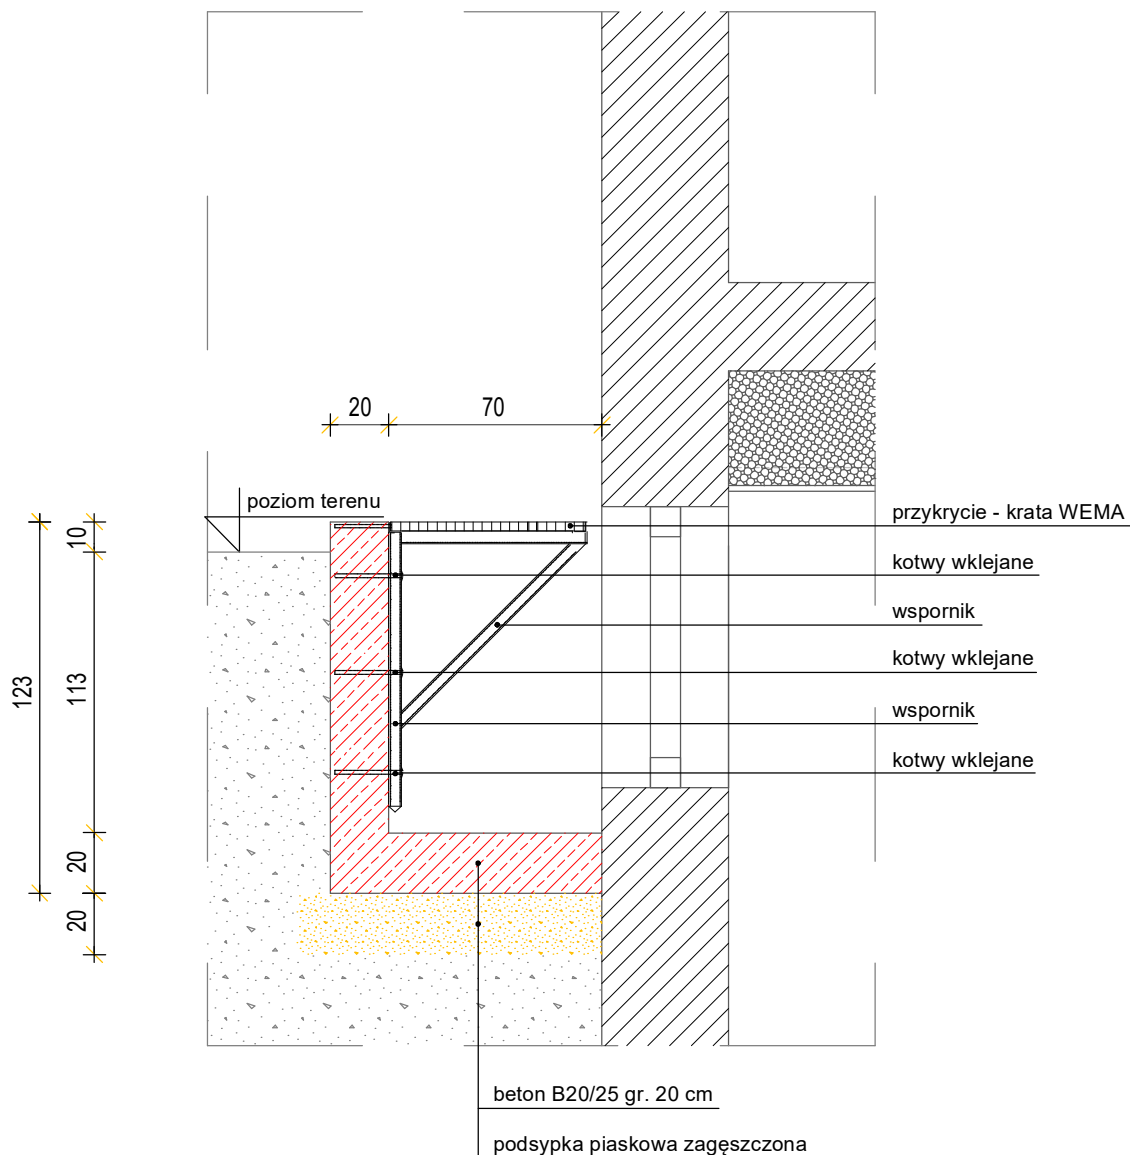 20
70
poziom terenu
przykrycie - krata WEMA
10
kotwy wklejane
wspornik
kotwy wklejane
123
113
wspornik
kotwy wklejane
20
20
beton B20/25 gr. 20 cm
podsypka piaskowa zagęszczona